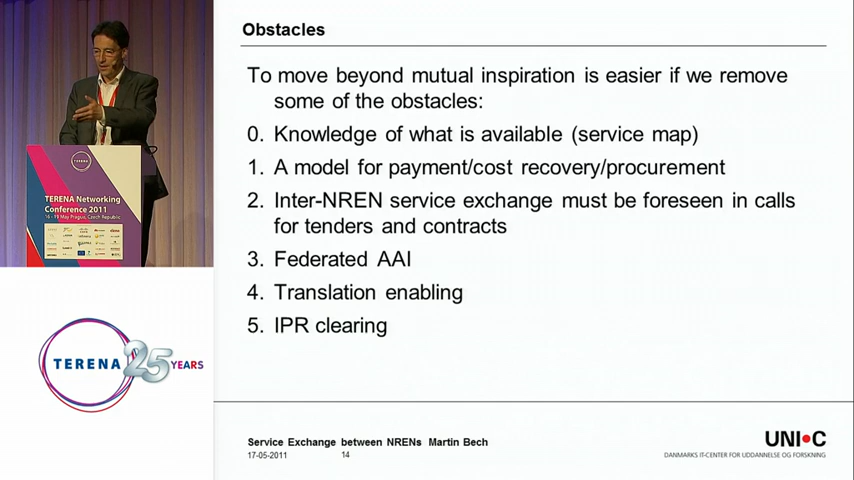 Obstacles
To move beyond mutual inspiration is easier if we remove
some of the obstacles:
0. Knowledge of what is available (service map)
1. A model for payment/cost recovery/procurement
2. Inter-NREN service exchange must be foreseen in calls
for tenders and contracts
3. Federated AAI
4. Translation enabling
5. IPR clearing
Service Exchange between NRENs Martin Bech
17-05-2011 14
UNI•C
DANMARKS IT-CENTER FOR UDDANNELSE OG FORSKNING
TERENA
TERENA Networking
Conference 2011
16 - 19 May Prague, Czech Republic
TERENA 25 YEARS